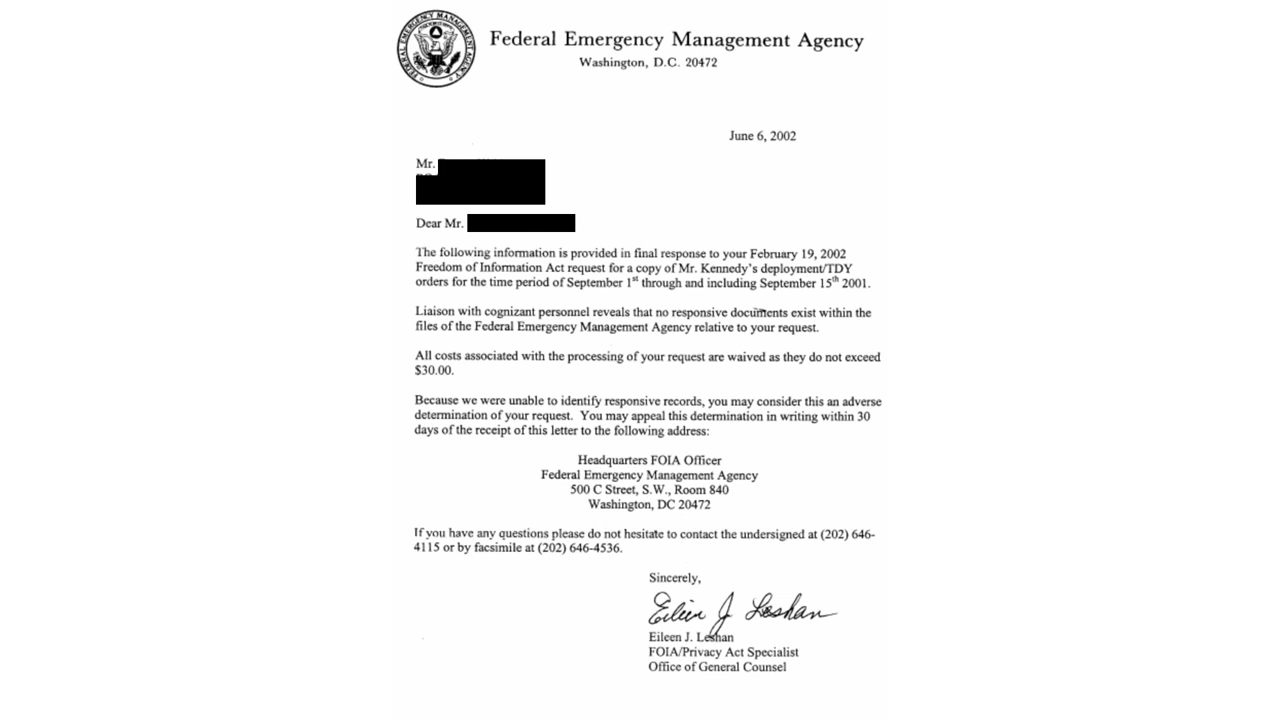 Federal Emergency Management Agency
Washington, D.C. 20472
June 6, 2002
Mr.
Dear Mr.
The following information is provided in final response to your February 19, 2002
Freedom of Information Act request for a copy of Mr. Kennedy's deployment/TDY
orders for the time period of September 1st through and including September 15th 2001.
Liaison with cognizant personnel reveals that no responsive documents exist within the
files of the Federal Emergency Management Agency relative to your request.
All costs associated with the processing of your request are waived as they do not exceed
$30.00.
Because we were unable to identify responsive records, you may consider this an adverse
determination of your request. You may appeal this determination in writing within 30
days of the receipt of this letter to the following address:
Headquarters FOIA Officer
Federal Emergency Management Agency
500 C Street, S.W., Room 840
Washington, DC 20472
If you have any questions please do not hesitate to contact the undersigned at (202) 646-
4115 or by facsimile at (202) 646-4536.
Sincerely,
Eileen J Leshan
Eileen J. Leshan
FOIA/Privacy Act Specialist
Office of General Counsel